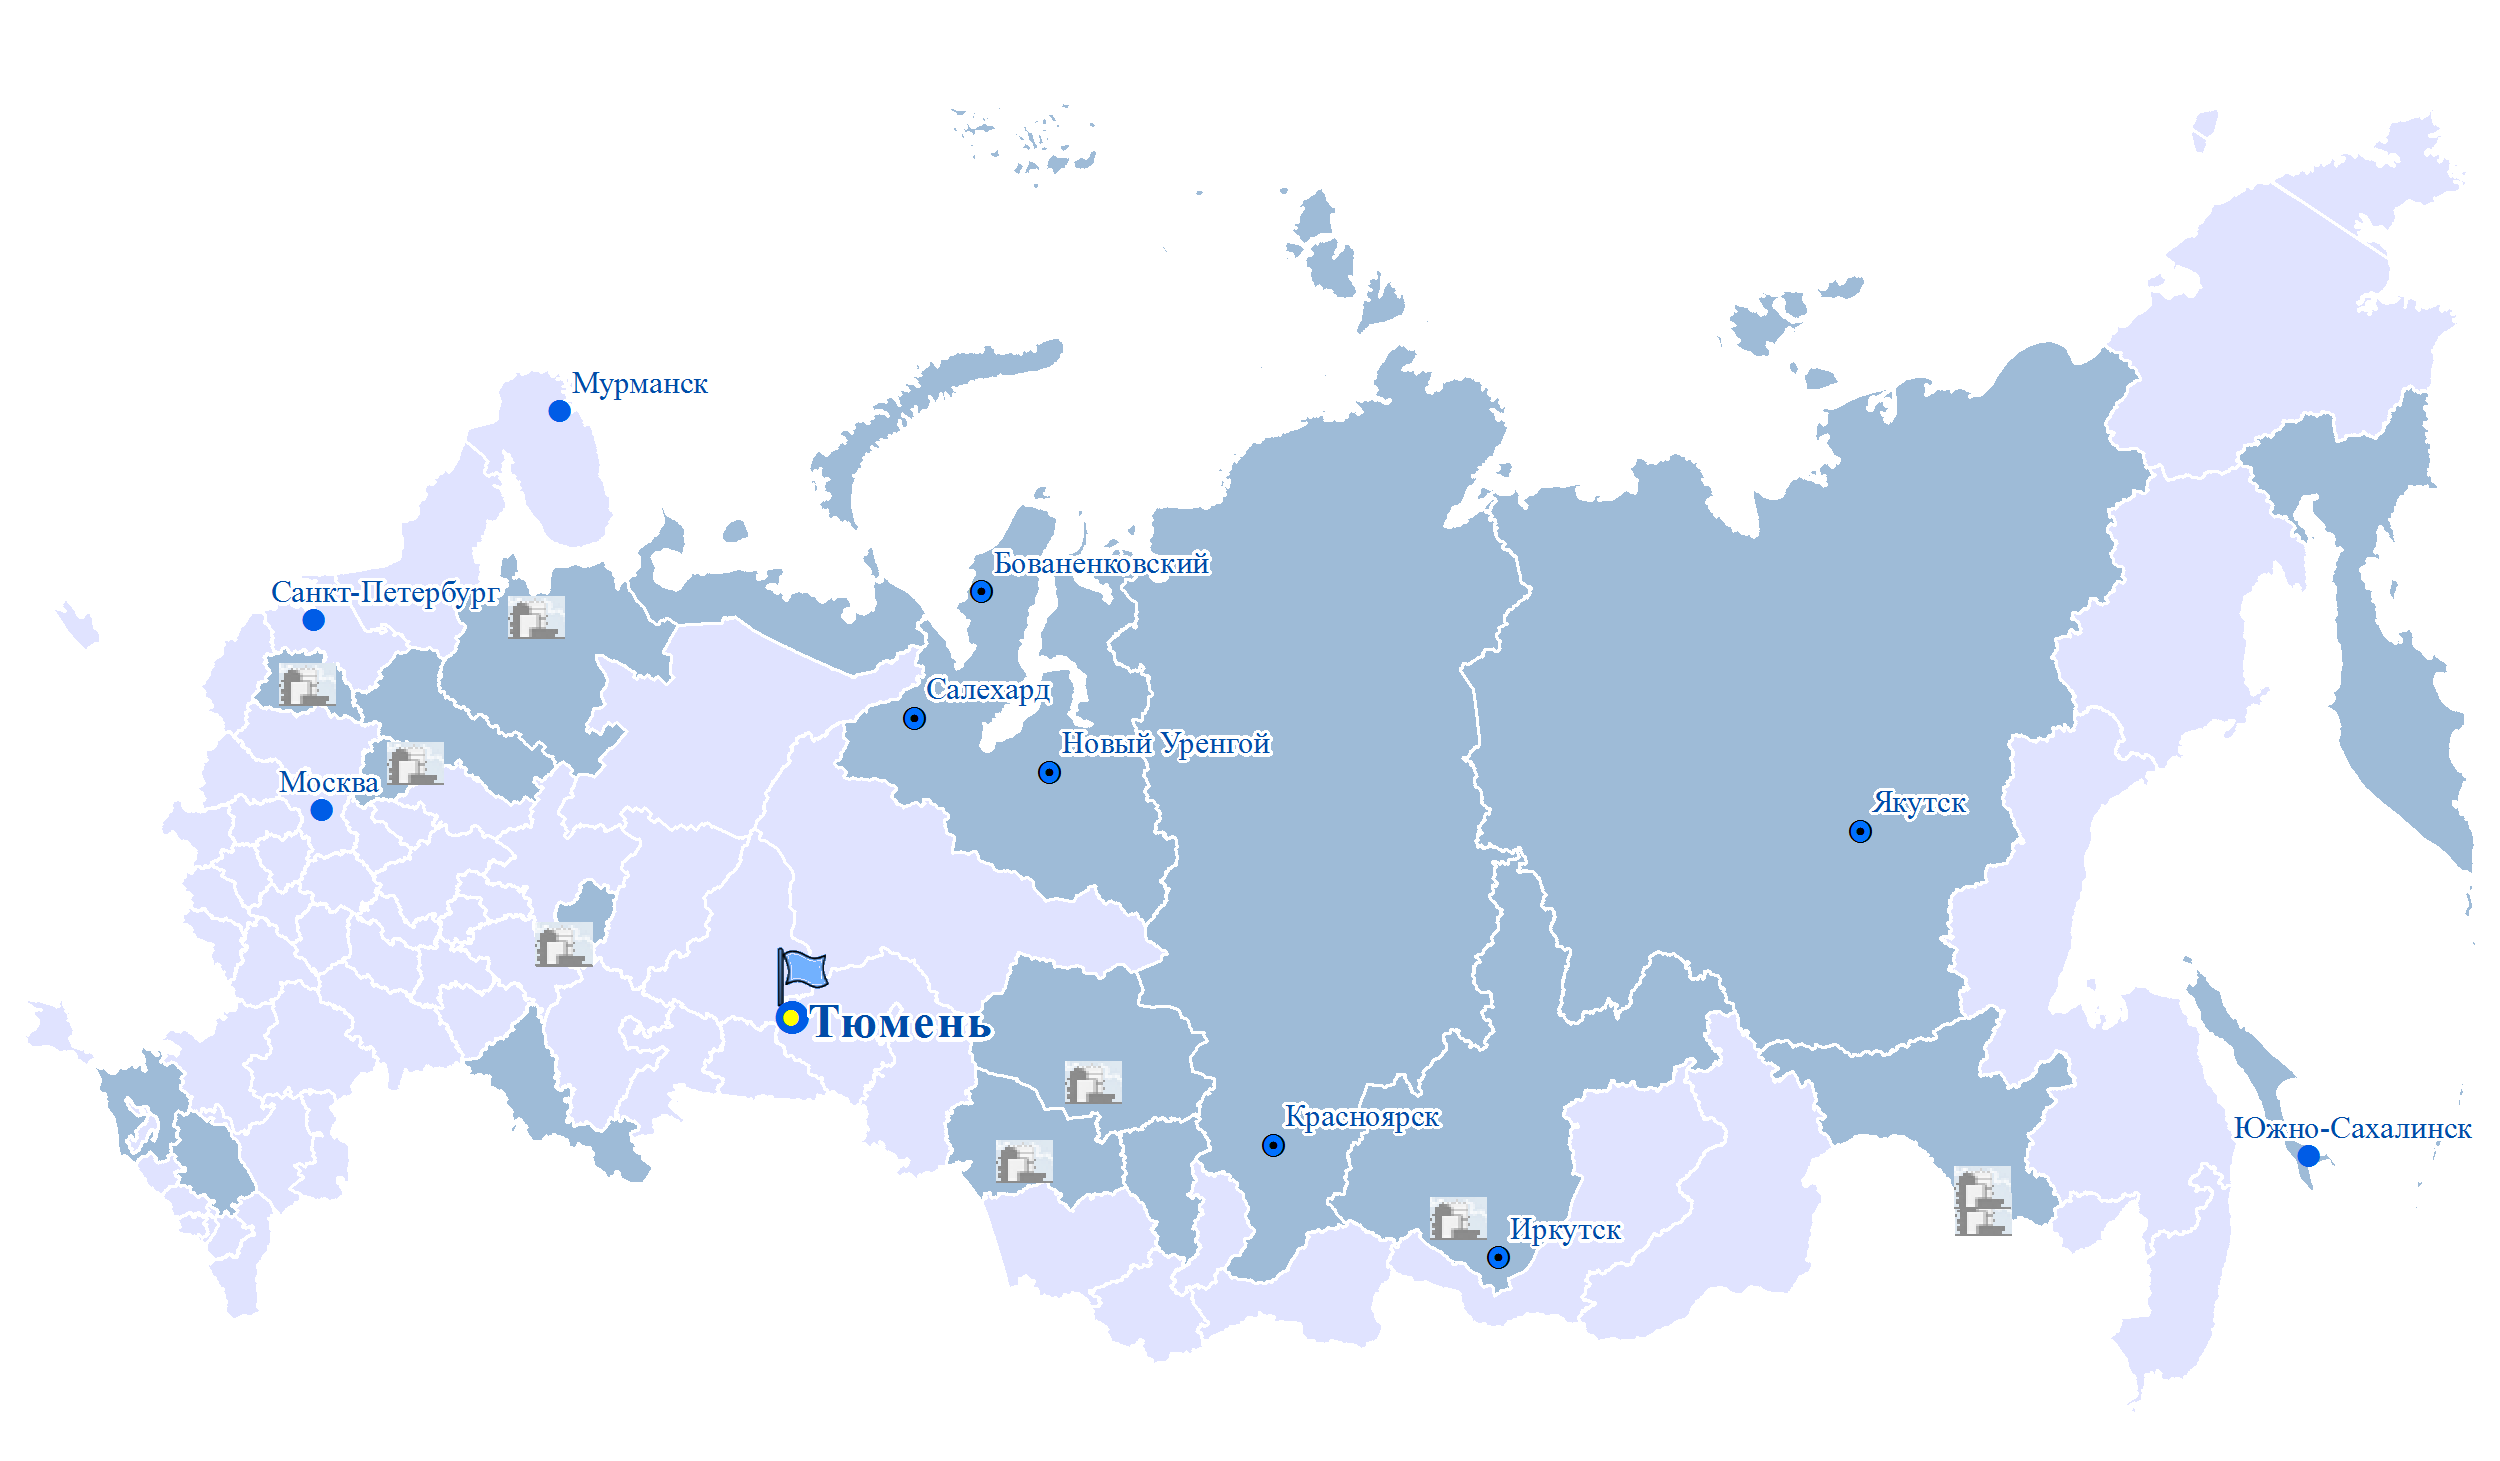 Мурманск
Бованенковский
Санкт-Петербург
Салехард
Новый Уренгой
Москва
Якутск
Тюмень
Красноярск
Южно-Сахалинск
Иркутск